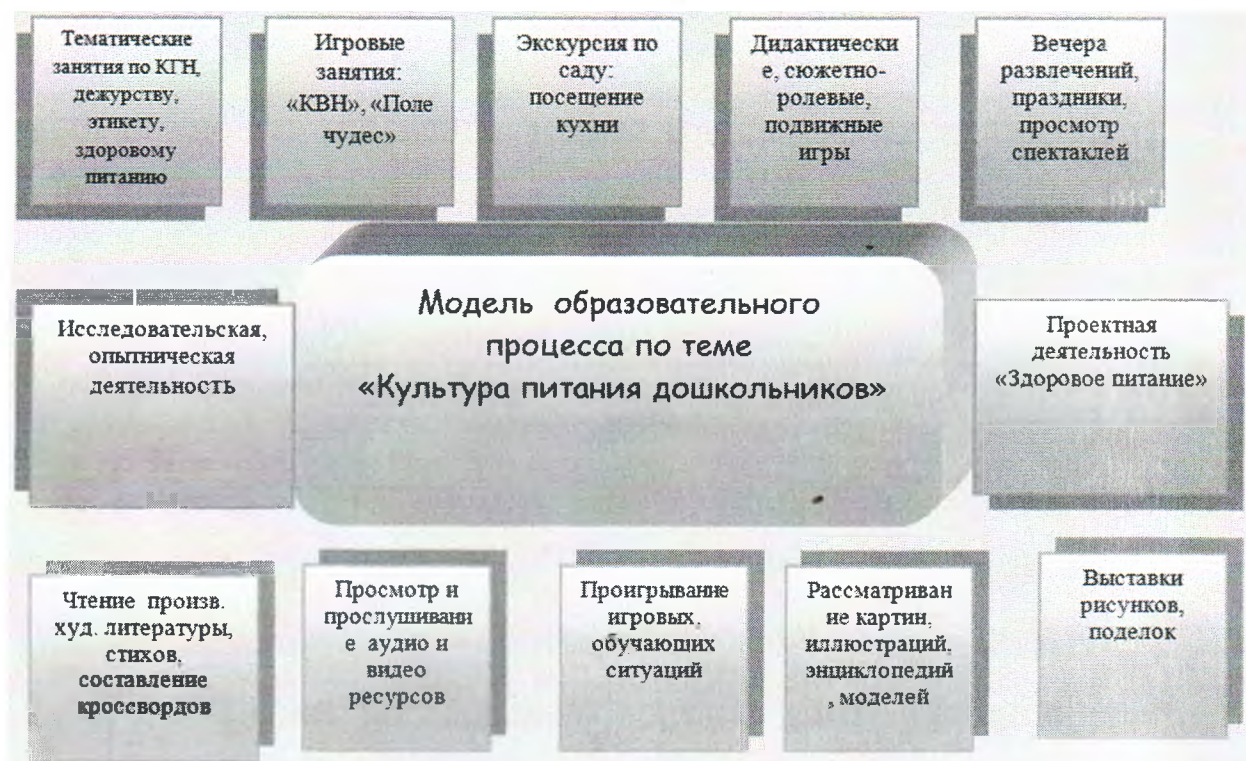 Тематические
занятия по КГН,
дежурству,
этикету,
здоровому
питанию
Игровые
занятия:
«КВН», «Поле
чудес»
Экскурсия по
саду:
посещение
кухни
Дидактически
е, сюжетно-
ролевые,
подвижные
игры
Вечера
развлечений,
праздники,
просмотр
спектаклей
Исследовательская,
опытническая
деятельность
Модель образовательного
процесса по теме
«Культура питания дошкольников»
Проектная
деятельность
«Здоровое питание»
Чтение произв.
худ. литературы,
стихов,
составление
кроссвордов
Просмотр и
прослушивани
е аудио и
видео
ресурсов
Проигрывание
игровых,
обучающих
ситуаций
Рассматриван
ие картин,
иллюстраций,
энциклопедий
, моделей
Выставки
рисунков,
поделок